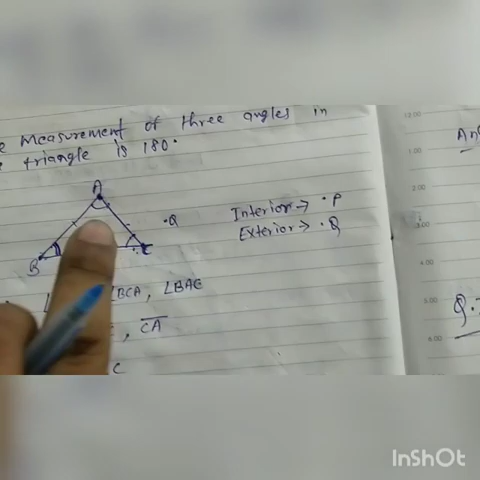 measurement of three angles in
triangle is 180°
A
Interior → .P
.Q
Exterior → .Q
B
C
∠BCA, ∠BAC
, CA
C
12.00
1.00
2.00
3.00
4.00
5.00
6.00
InShOt